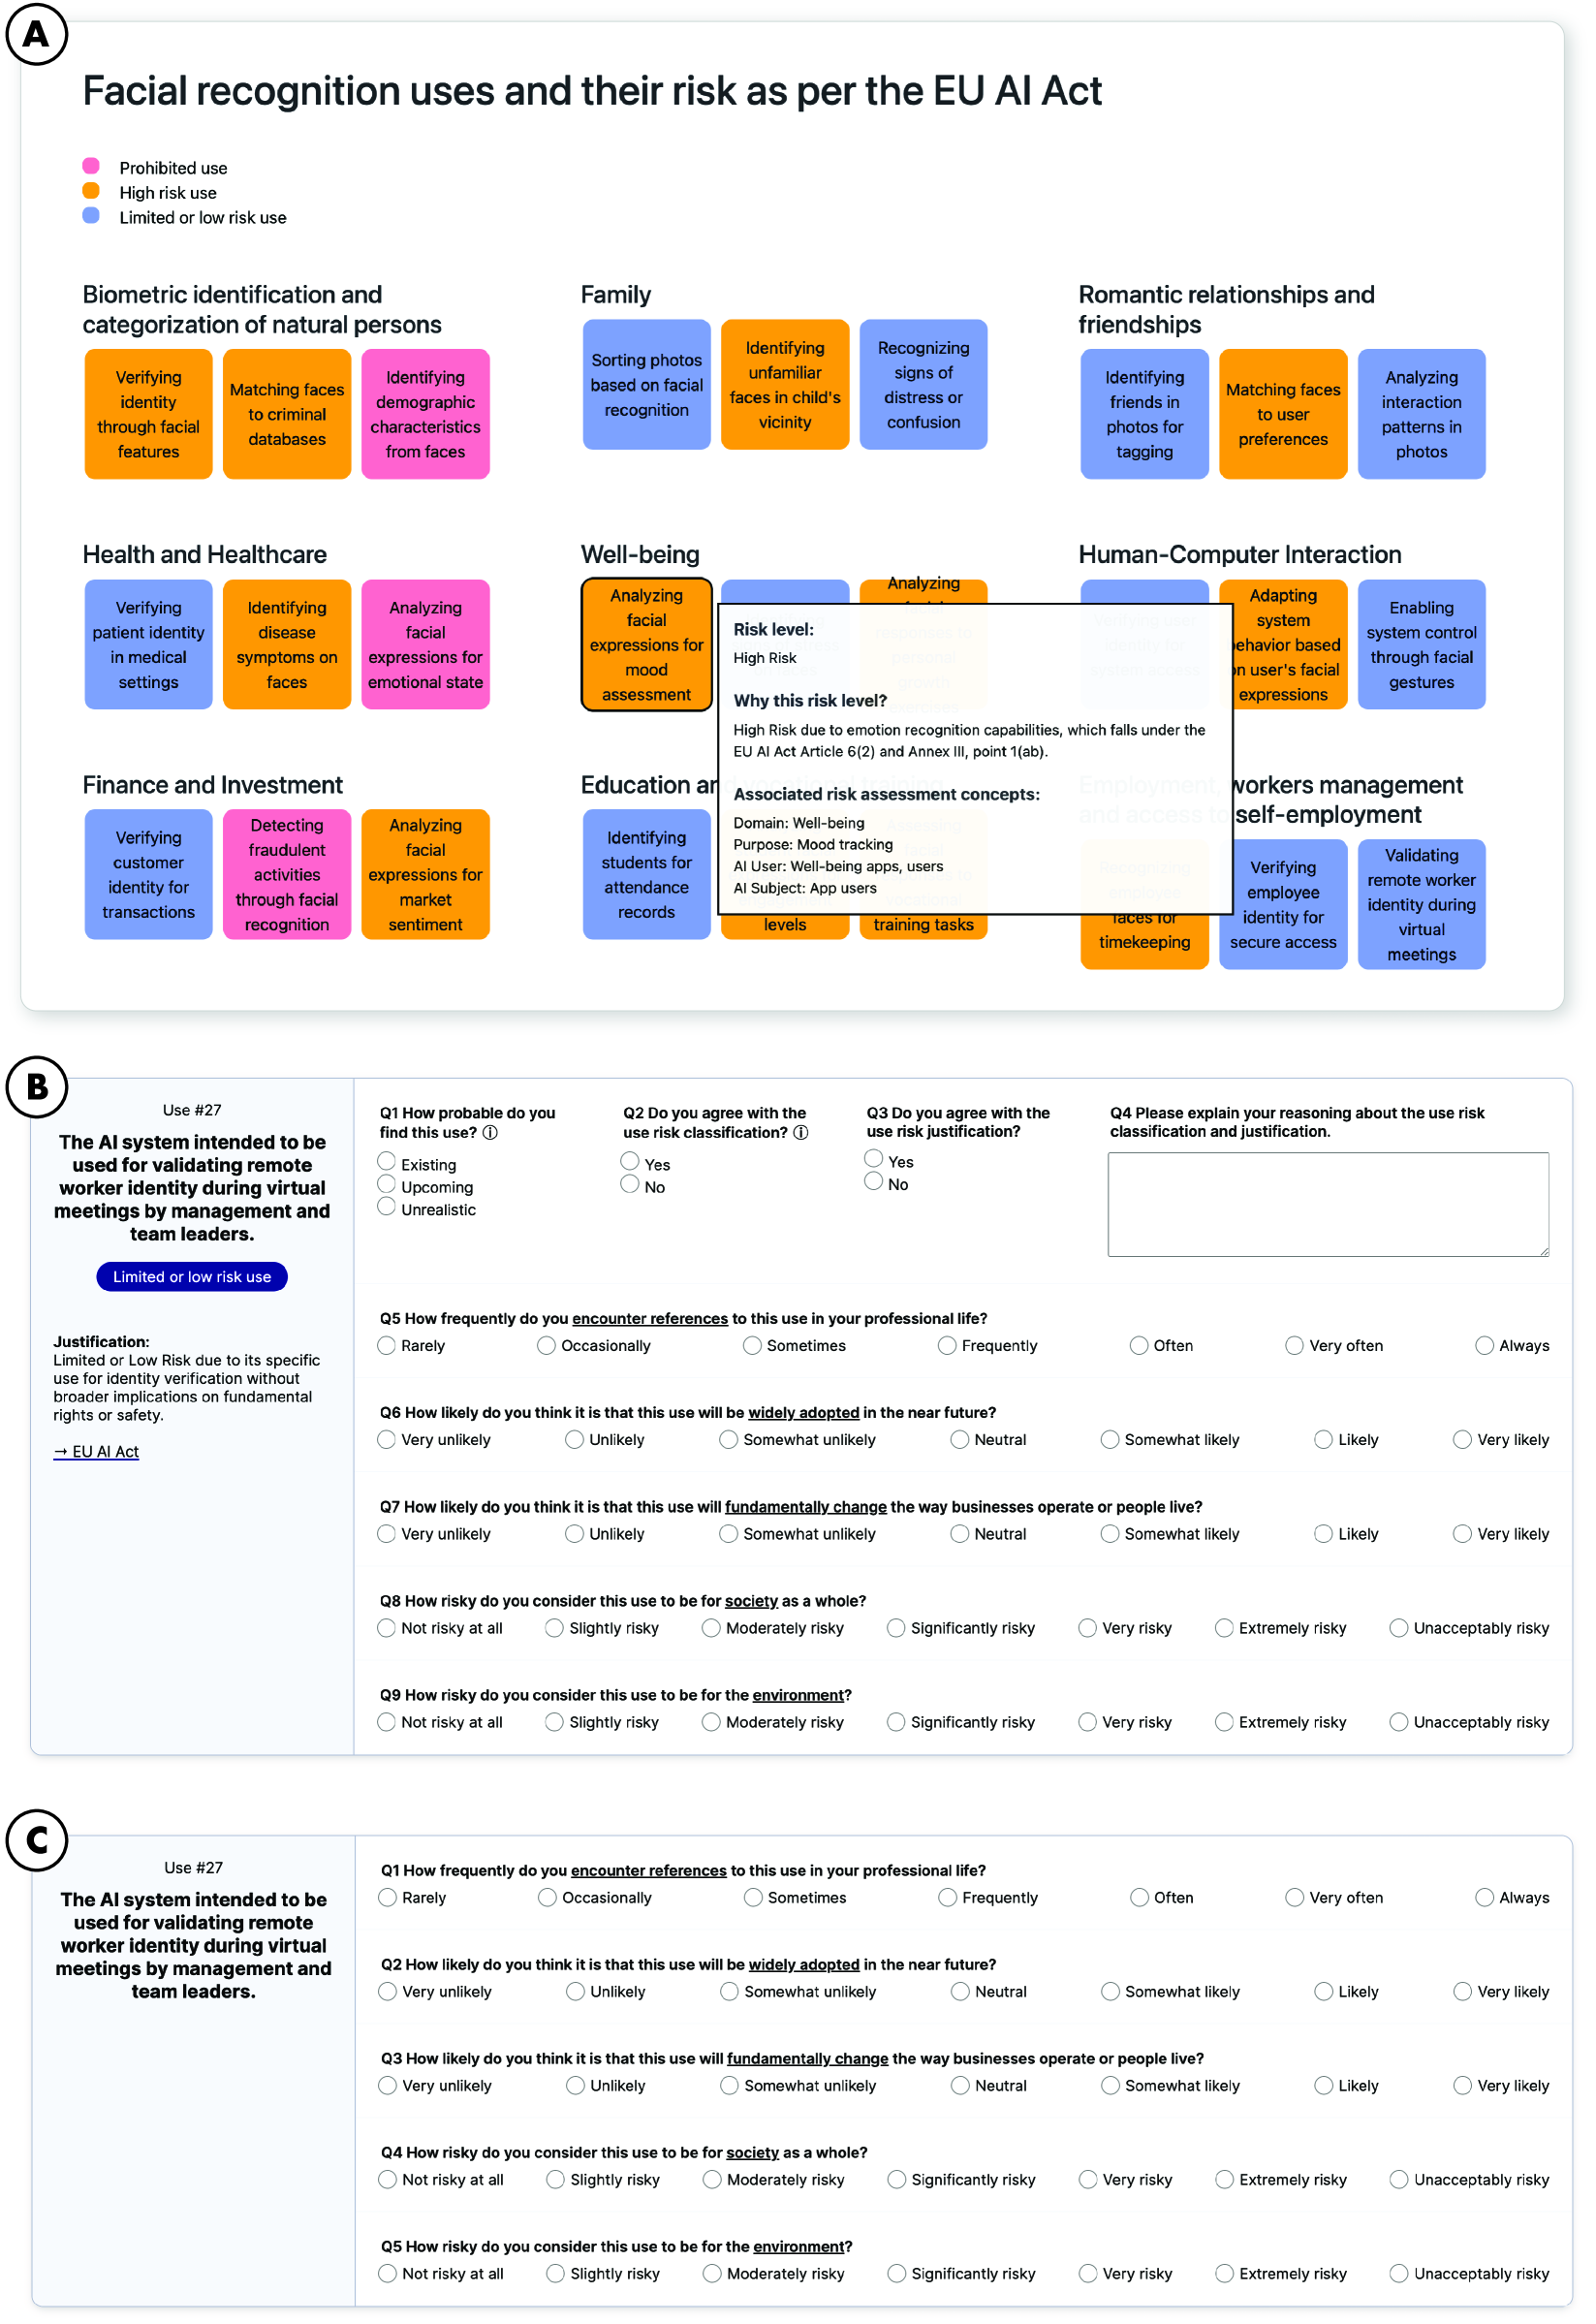 A
Facial recognition uses and their risk as per the EU AI Act
Prohibited use
High risk use
Limited or low risk use
Biometric identification and
categorization of natural persons
Verifying
identity
through facial
features
Matching faces
to criminal
databases
Identifying
demographic
characteristics
from faces
Family
Sorting photos
based on facial
recognition
Identifying
unfamiliar
faces in child's
vicinity
Recognizing
signs of
distress or
confusion
Romantic relationships and
friendships
Identifying
friends in
photos for
tagging
Matching faces
to user
preferences
Analyzing
interaction
patterns in
photos
Health and Healthcare
Verifying
patient identity
in medical
settings
Identifying
disease
symptoms on
faces
Analyzing
facial
expressions for
emotional state
Well-being
Analyzing
facial
expressions for
mood
assessment
Analyzing
responses to
personal
growth
exercises
Risk level:
High Risk
Why this risk level?
High Risk due to emotion recognition capabilities, which falls under the
EU AI Act Article 6(2) and Annex III, point 1(ab).
Associated risk assessment concepts:
Domain: Well-being
Purpose: Mood tracking
AI User: Well-being apps, users
AI Subject: App users
Human-Computer Interaction
Verifying user
identity for
system access
Adapting
system
behavior based
on user's facial
expressions
Enabling
system control
through facial
gestures
Finance and Investment
Verifying
customer
identity for
transactions
Detecting
fraudulent
activities
through facial
recognition
Analyzing
facial
expressions for
market
sentiment
Education and vocational training
Identifying
students for
attendance
records
engagement
levels
Assessing
facial
vocational
training tasks
Employment, workers management
and access to self-employment
Recognizing
employee
faces for
timekeeping
Verifying
employee
identity for
secure access
Validating
remote worker
identity during
virtual
meetings
B
Use #27
The AI system intended to be
used for validating remote
worker identity during virtual
meetings by management and
team leaders.
Limited or low risk use
Justification:
Limited or Low Risk due to its specific
use for identity verification without
broader implications on fundamental
rights or safety.
→ EU AI Act
Q1 How probable do you
find this use? ⓘ
Existing
Upcoming
Unrealistic
Q2 Do you agree with the
use risk classification? ⓘ
Yes
No
Q3 Do you agree with the
use risk justification?
Yes
No
Q4 Please explain your reasoning about the use risk
classification and justification.
Q5 How frequently do you encounter references to this use in your professional life?
Rarely Occasionally Sometimes Frequently Often Very often Always
Q6 How likely do you think it is that this use will be widely adopted in the near future?
Very unlikely Unlikely Somewhat unlikely Neutral Somewhat likely Likely Very likely
Q7 How likely do you think it is that this use will fundamentally change the way businesses operate or people live?
Very unlikely Unlikely Somewhat unlikely Neutral Somewhat likely Likely Very likely
Q8 How risky do you consider this use to be for society as a whole?
Not risky at all Slightly risky Moderately risky Significantly risky Very risky Extremely risky Unacceptably risky
Q9 How risky do you consider this use to be for the environment?
Not risky at all Slightly risky Moderately risky Significantly risky Very risky Extremely risky Unacceptably risky
C
Use #27
The AI system intended to be
used for validating remote
worker identity during virtual
meetings by management and
team leaders.
Q1 How frequently do you encounter references to this use in your professional life?
Rarely Occasionally Sometimes Frequently Often Very often Always
Q2 How likely do you think it is that this use will be widely adopted in the near future?
Very unlikely Unlikely Somewhat unlikely Neutral Somewhat likely Likely Very likely
Q3 How likely do you think it is that this use will fundamentally change the way businesses operate or people live?
Very unlikely Unlikely Somewhat unlikely Neutral Somewhat likely Likely Very likely
Q4 How risky do you consider this use to be for society as a whole?
Not risky at all Slightly risky Moderately risky Significantly risky Very risky Extremely risky Unacceptably risky
Q5 How risky do you consider this use to be for the environment?
Not risky at all Slightly risky Moderately risky Significantly risky Very risky Extremely risky Unacceptably risky